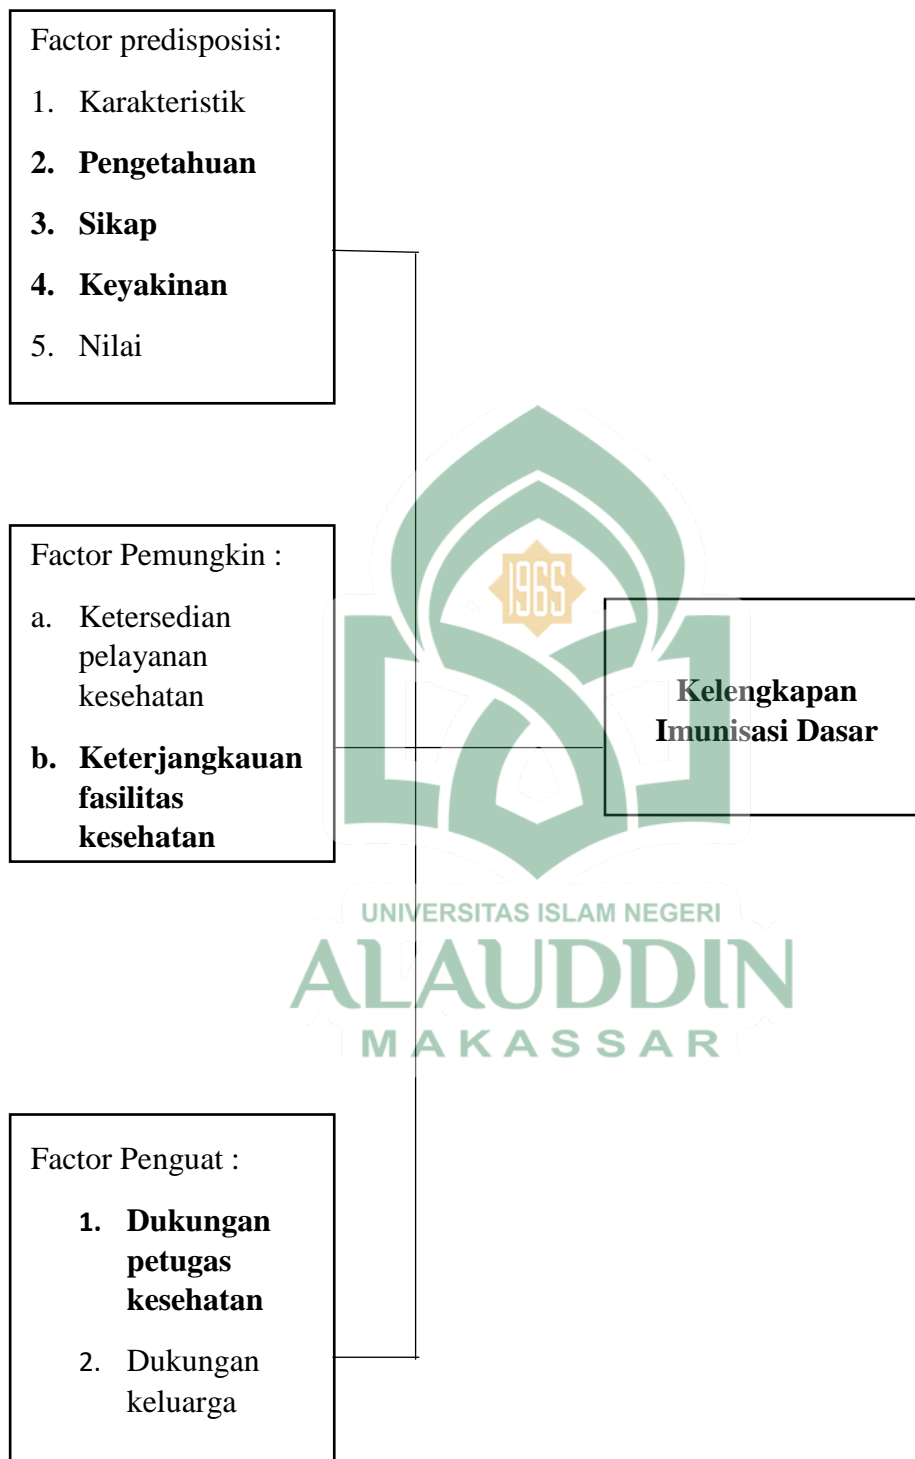 Factor predisposisi:
1. Karakteristik
2. Pengetahuan
3. Sikap
4. Keyakinan
5. Nilai
Factor Pemungkin :
a. Ketersedian
pelayanan
kesehatan
b. Keterjangkauan
fasilitas
kesehatan
1965
Kelengkapan
Imunisasi Dasar
UNIVERSITAS ISLAM NEGERI
ALAUDDIN
MAKASSAR
Factor Penguat :
1. Dukungan
petugas
kesehatan
2. Dukungan
keluarga